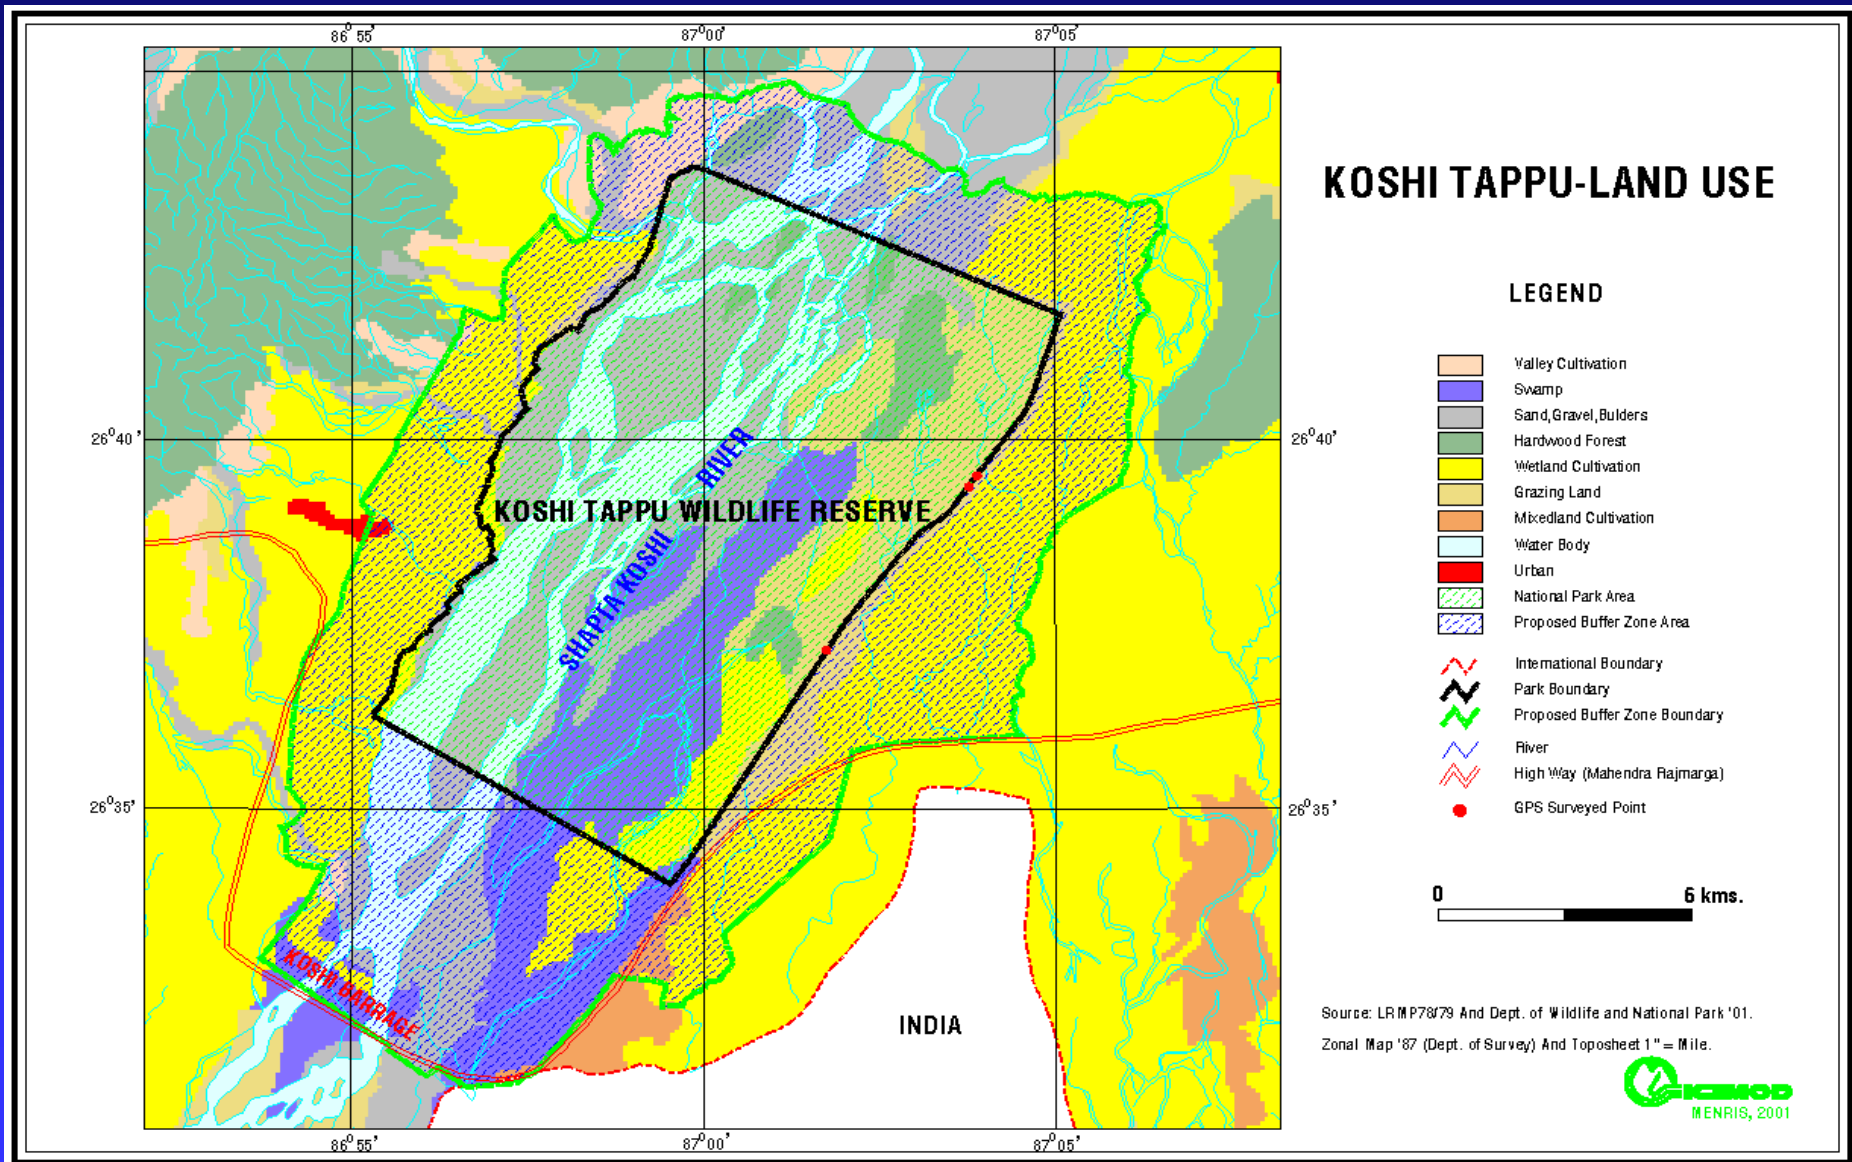 86°55'
87°00'
87°05'
KOSHI TAPPU-LAND USE
LEGEND
Valley Cultivation
Swamp
Sand,Gravel,Bulders
Hardwood Forest
Wetland Cultivation
Grazing Land
Mixedland Cultivation
Water Body
Urban
National Park Area
Proposed Buffer Zone Area
International Boundary
Park Boundary
Proposed Buffer Zone Boundary
River
High Way (Mahendra Rajmarga)
GPS Surveyed Point
26°40'
26°40'
KOSHI TAPPU WILDLIFE RESERVE
SHAPTA KOSHI RIVER
26°35'
26°35'
0 6 kms.
KOSHI BARRAGE
INDIA
Source: LRMP78/79 And Dept. of Wildlife and National Park '01.
Zonal Map '87 (Dept. of Survey) And Toposheet 1" = Mile.
ICIMOD
MENRIS, 2001
86°55'
87°00'
87°05'